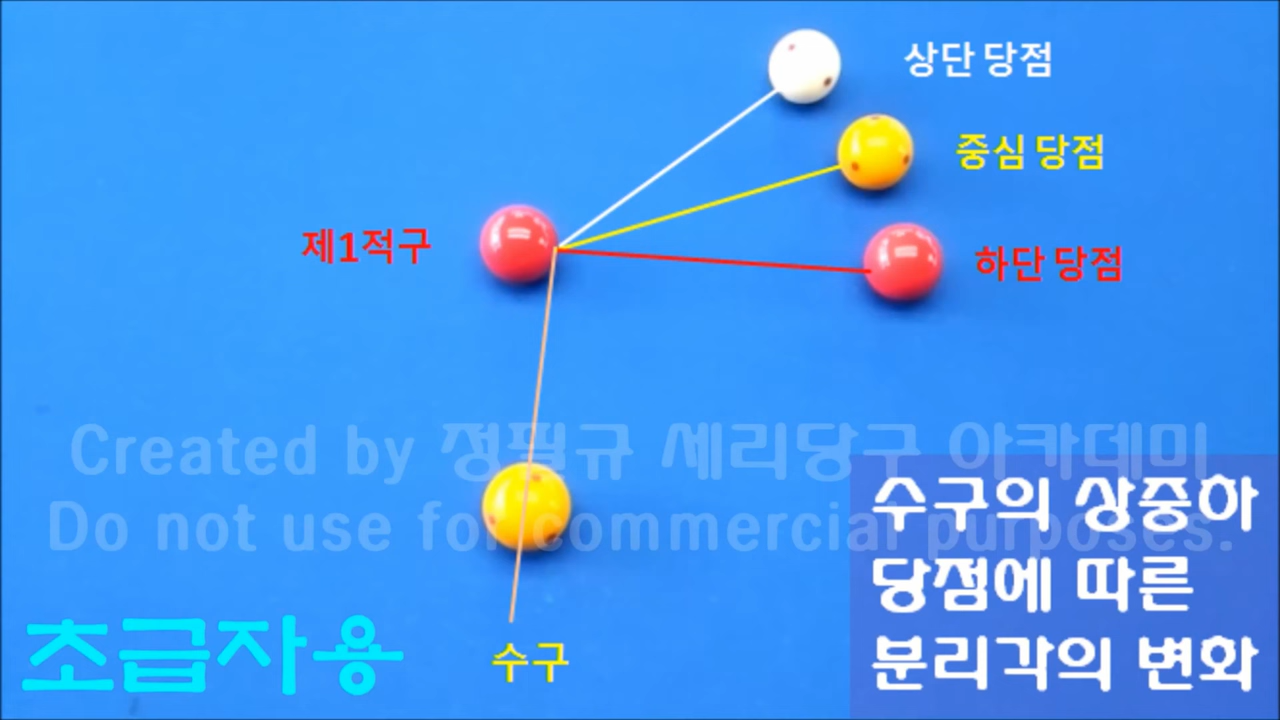 상단 당점
중심 당점
제1적구
하단 당점
Created by 정필규 세리당구 아카데미
Do not use for commercial purposes.
수구의 상중하
당점에 따른
분리각의 변화
초급자용
수구